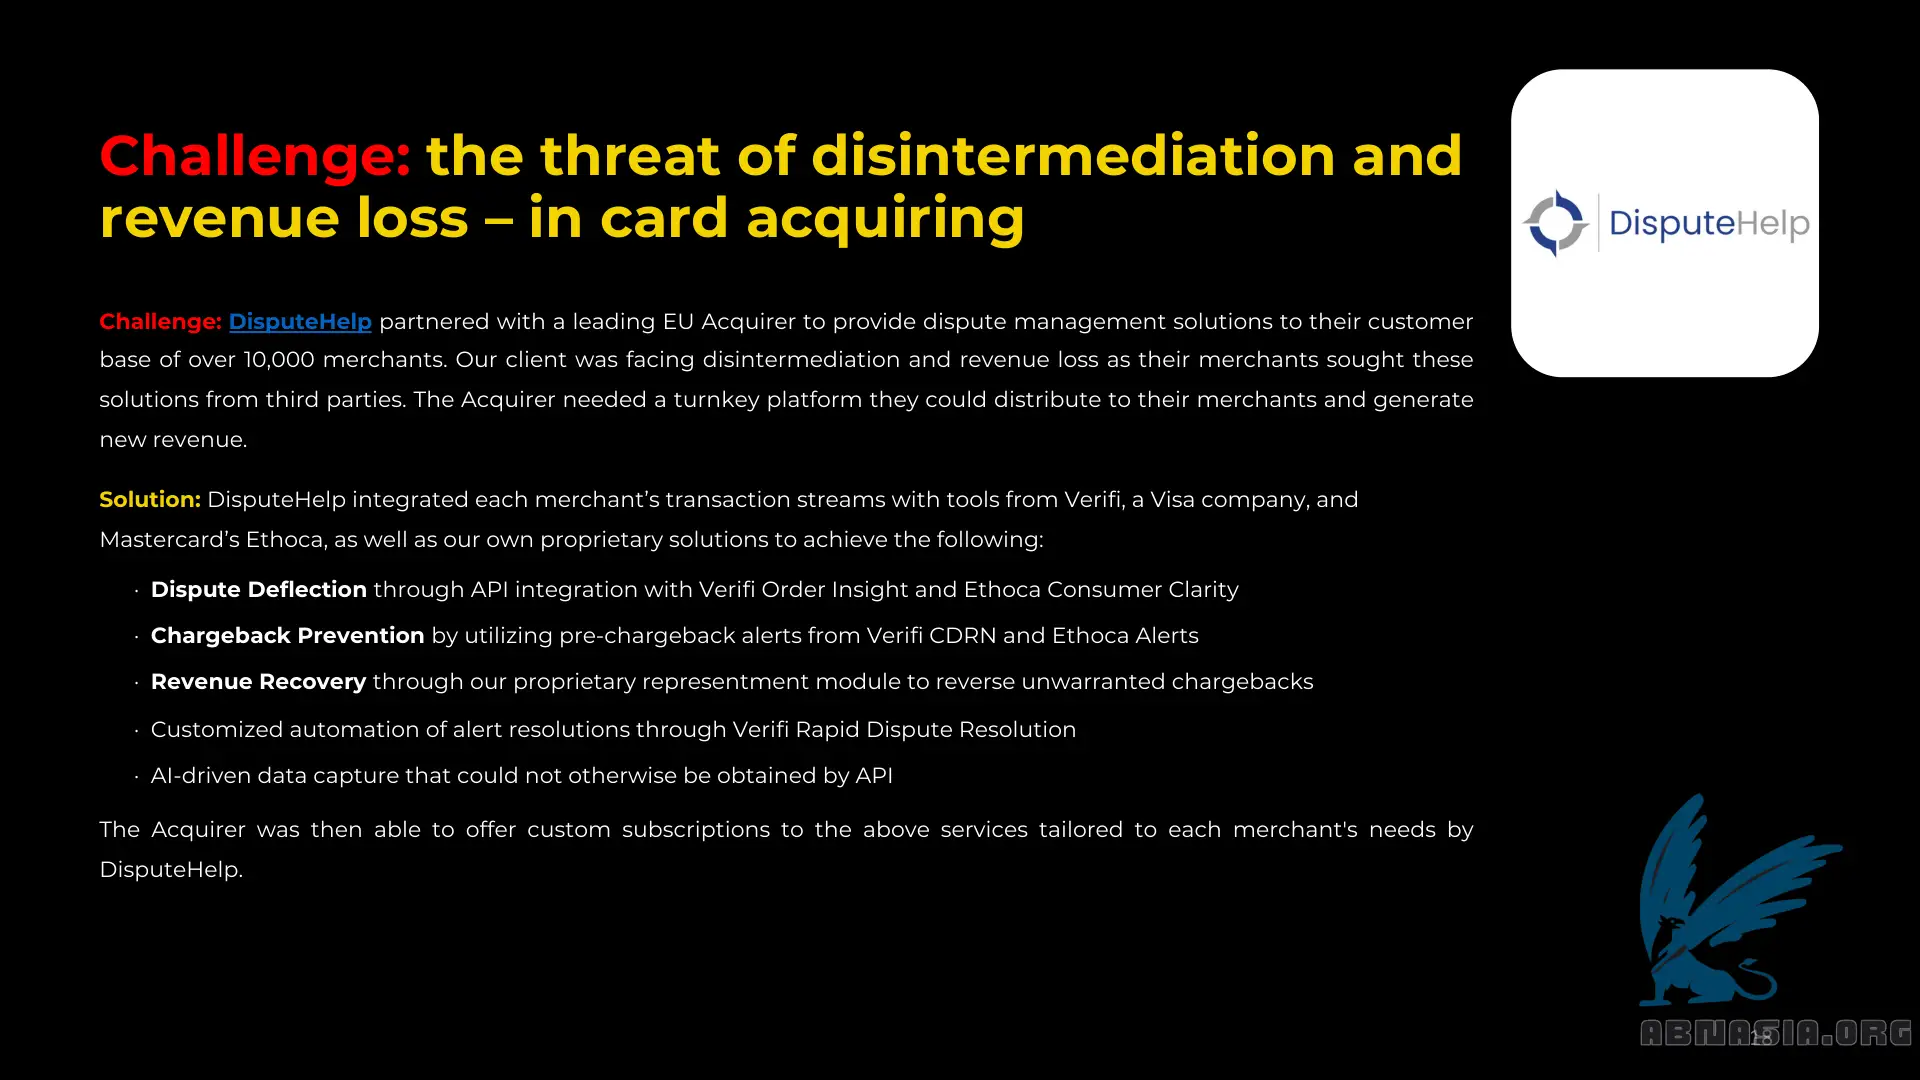 Challenge: the threat of disintermediation and
revenue loss – in card acquiring
DisputeHelp
Challenge: DisputeHelp partnered with a leading EU Acquirer to provide dispute management solutions to their customer
base of over 10,000 merchants. Our client was facing disintermediation and revenue loss as their merchants sought these
solutions from third parties. The Acquirer needed a turnkey platform they could distribute to their merchants and generate
new revenue.
Solution: DisputeHelp integrated each merchant’s transaction streams with tools from Verifi, a Visa company, and
Mastercard’s Ethoca, as well as our own proprietary solutions to achieve the following:
· Dispute Deflection through API integration with Verifi Order Insight and Ethoca Consumer Clarity
· Chargeback Prevention by utilizing pre-chargeback alerts from Verifi CDRN and Ethoca Alerts
· Revenue Recovery through our proprietary representment module to reverse unwarranted chargebacks
· Customized automation of alert resolutions through Verifi Rapid Dispute Resolution
· AI-driven data capture that could not otherwise be obtained by API
The Acquirer was then able to offer custom subscriptions to the above services tailored to each merchant's needs by
DisputeHelp.
18
ABNASIA.ORG